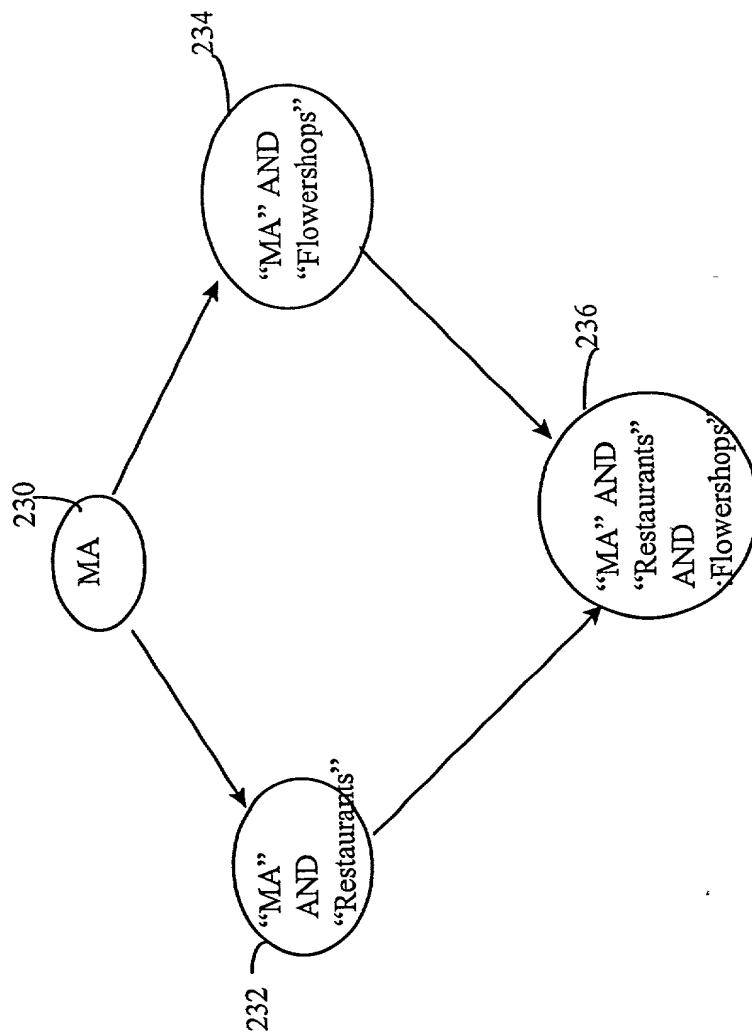 230
MA
234
“MA” AND
“Flowershops”
232
“MA”
AND
“Restaurants”
236
“MA” AND
“Restaurants”
AND
:Flowershops”